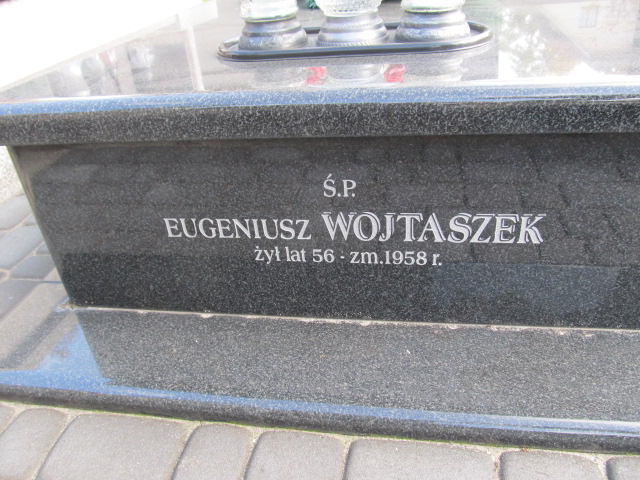 Ś.P.
EUGENIUSZ WOJTASZEK
żył lat 56 · zm.1958 r.